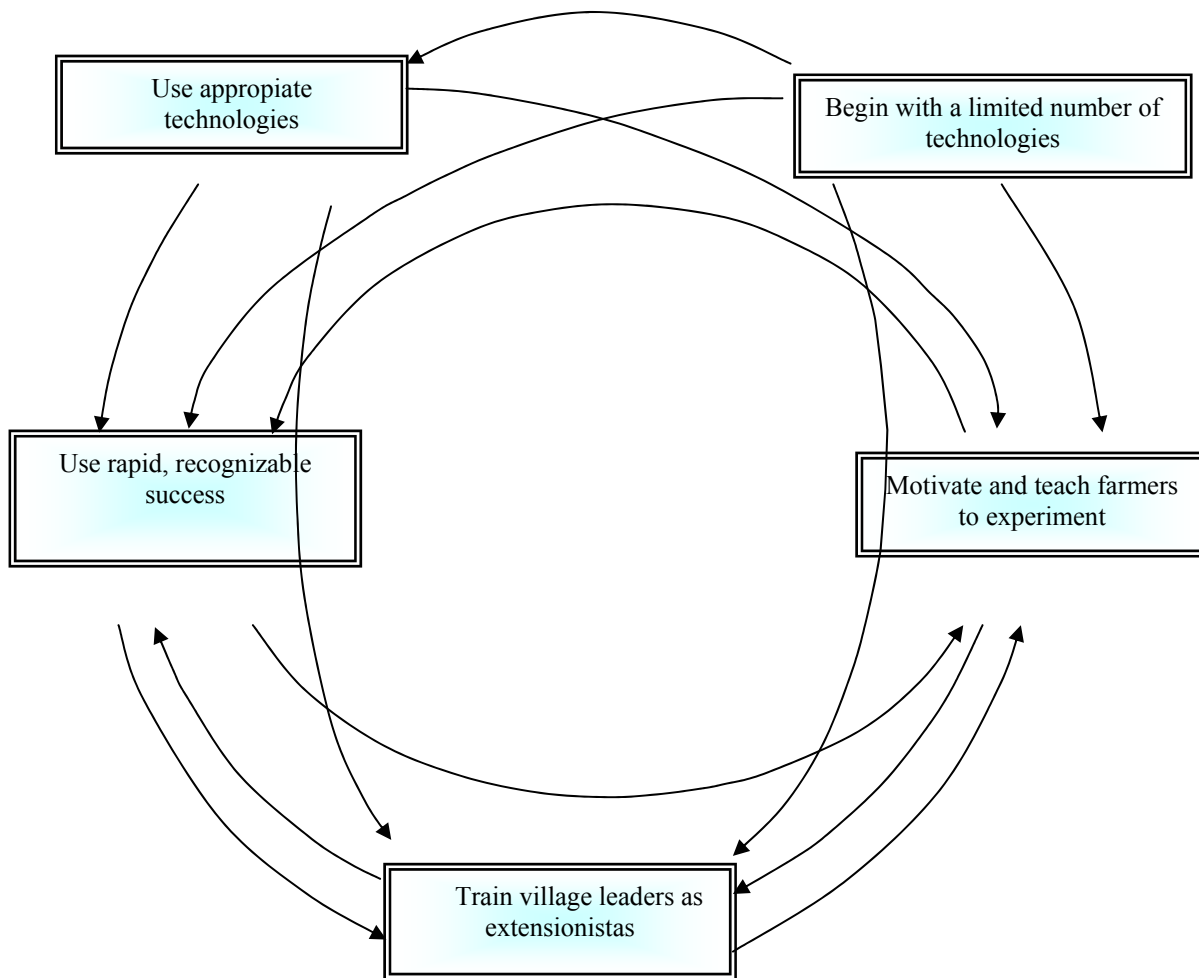 Use appropiate
technologies
Begin with a limited number of
technologies
Use rapid, recognizable
success
Motivate and teach farmers
to experiment
Train village leaders as
extensionistas